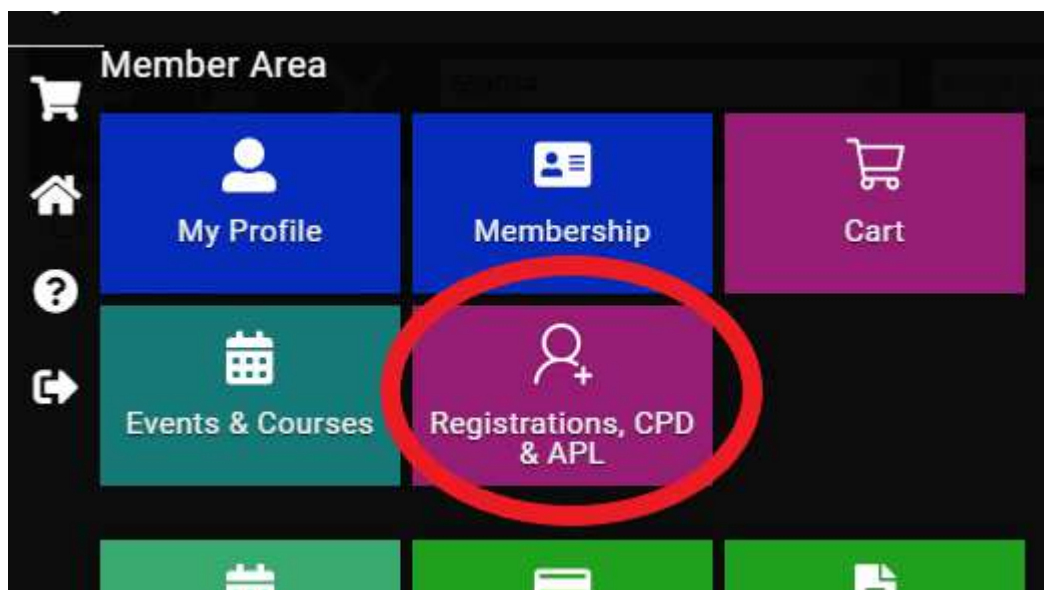 Member Area
My Profile
Membership
Cart
Events & Courses
Registrations, CPD
& APL